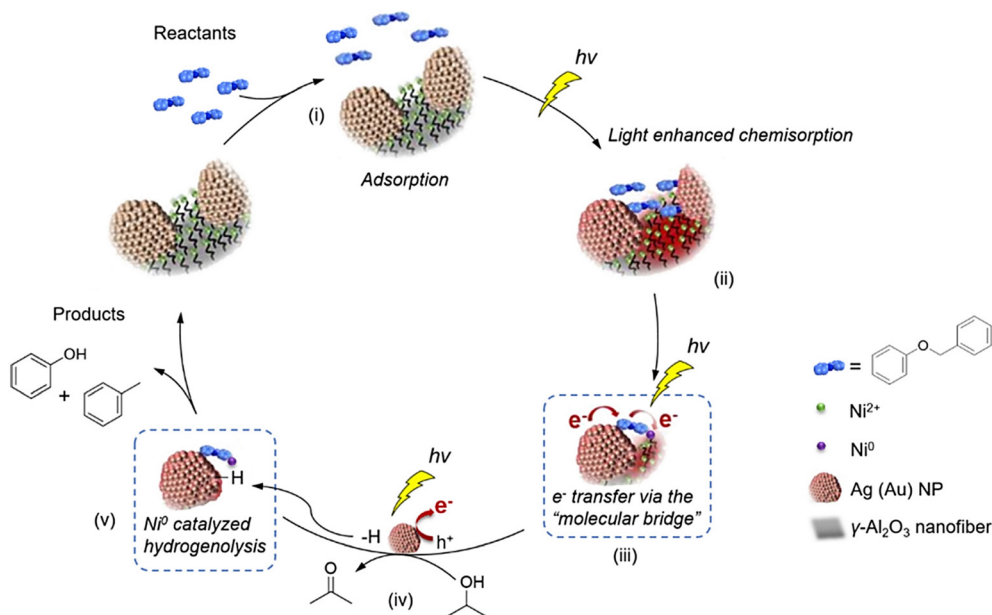 Reactants
(i)
Adsorption
hv
Light enhanced chemisorption
(ii)
hv
e⁻
e⁻
e⁻ transfer via the
“molecular bridge”
(iii)
hv
e⁻
h⁺
-H
OH
O
(iv)
H
Ni⁰ catalyzed
hydrogenolysis
(v)
Products
OH
+
= O
Ni²⁺
Ni⁰
Ag (Au) NP
γ-Al₂O₃ nanofiber